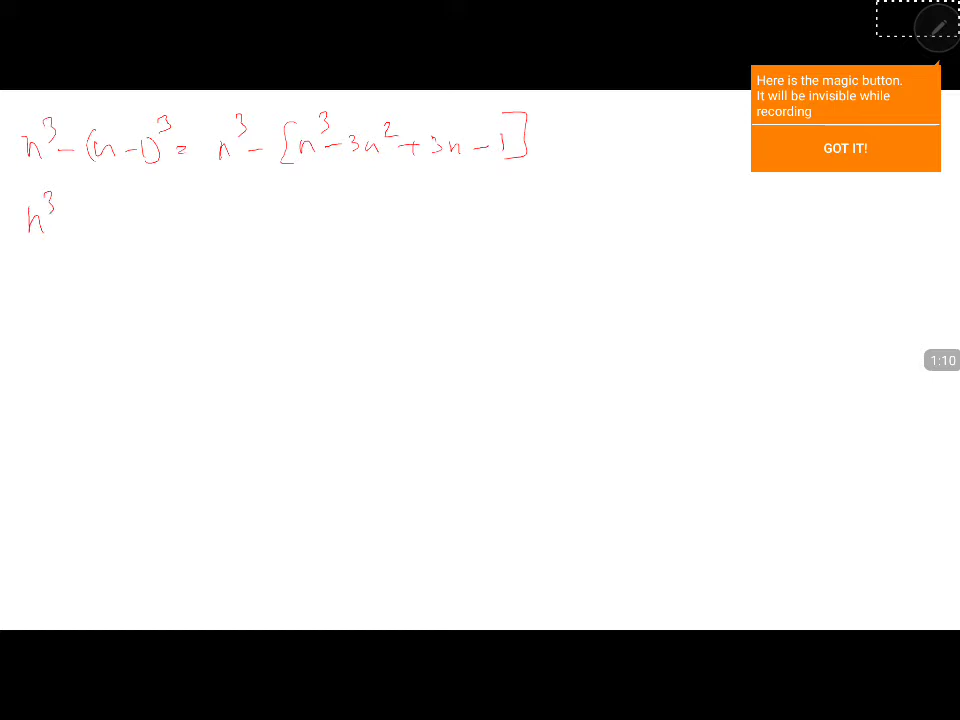 Here is the magic button.
It will be invisible while
recording
GOT IT!
n³ - (n - 1)³ = n³ - [n³ - 3n² + 3n - 1]
n³
1:10